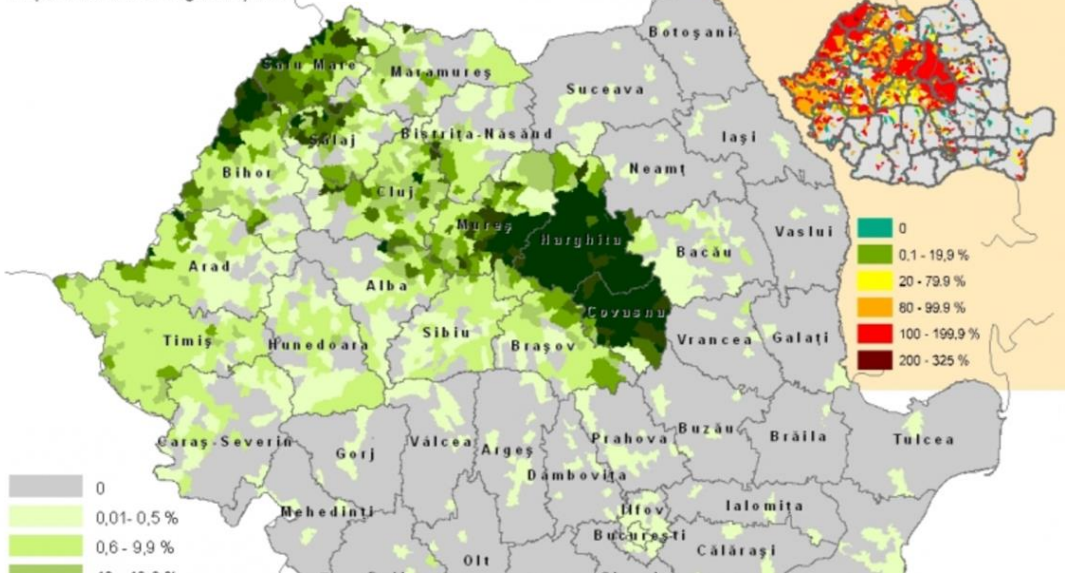 Botoşani
Satu Mare
Maramureş
Suceava
Bistriţa-Năsănd
Iaşi
Sălaj
Bihor
Neamţ
Cluj
Mureş
Harghita
Vaslui
Bacău
Arad
Alba
Covasna
Timiş
Hunedoara
Sibiu
Braşov
Vrancea
Galaţi
Caraş-Severin
Gorj
Vâlcea
Argeş
Prahova
Buzău
Brăila
Tulcea
Dâmboviţa
Mehedinţi
Ilfov
Ialomiţa
Bucureşti
Călăraşi
Olt
0
0,1 - 19,9 %
20 - 79.9 %
80 - 99.9 %
100 - 199,9 %
200 - 325 %
0
0,01- 0,5 %
0,6 - 9,9 %